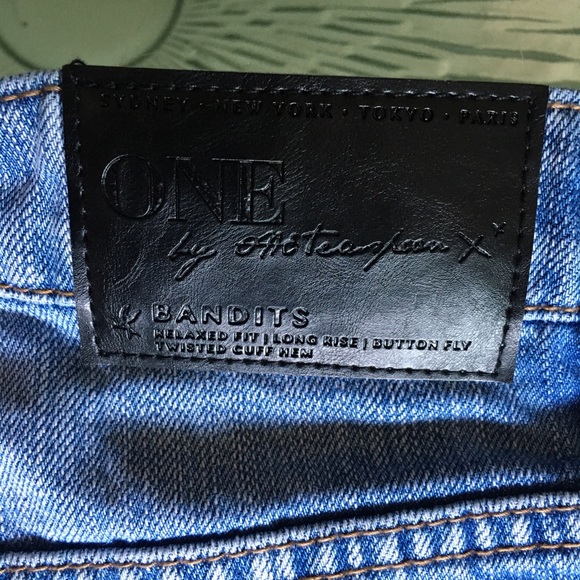 SYDNEY · NEW YORK · TOKYO · PARIS
ONE
by Oneteaspoon X
BANDITS
RELAXED FIT | LONG RISE | BUTTON FLY
TWISTED CUFF HEM